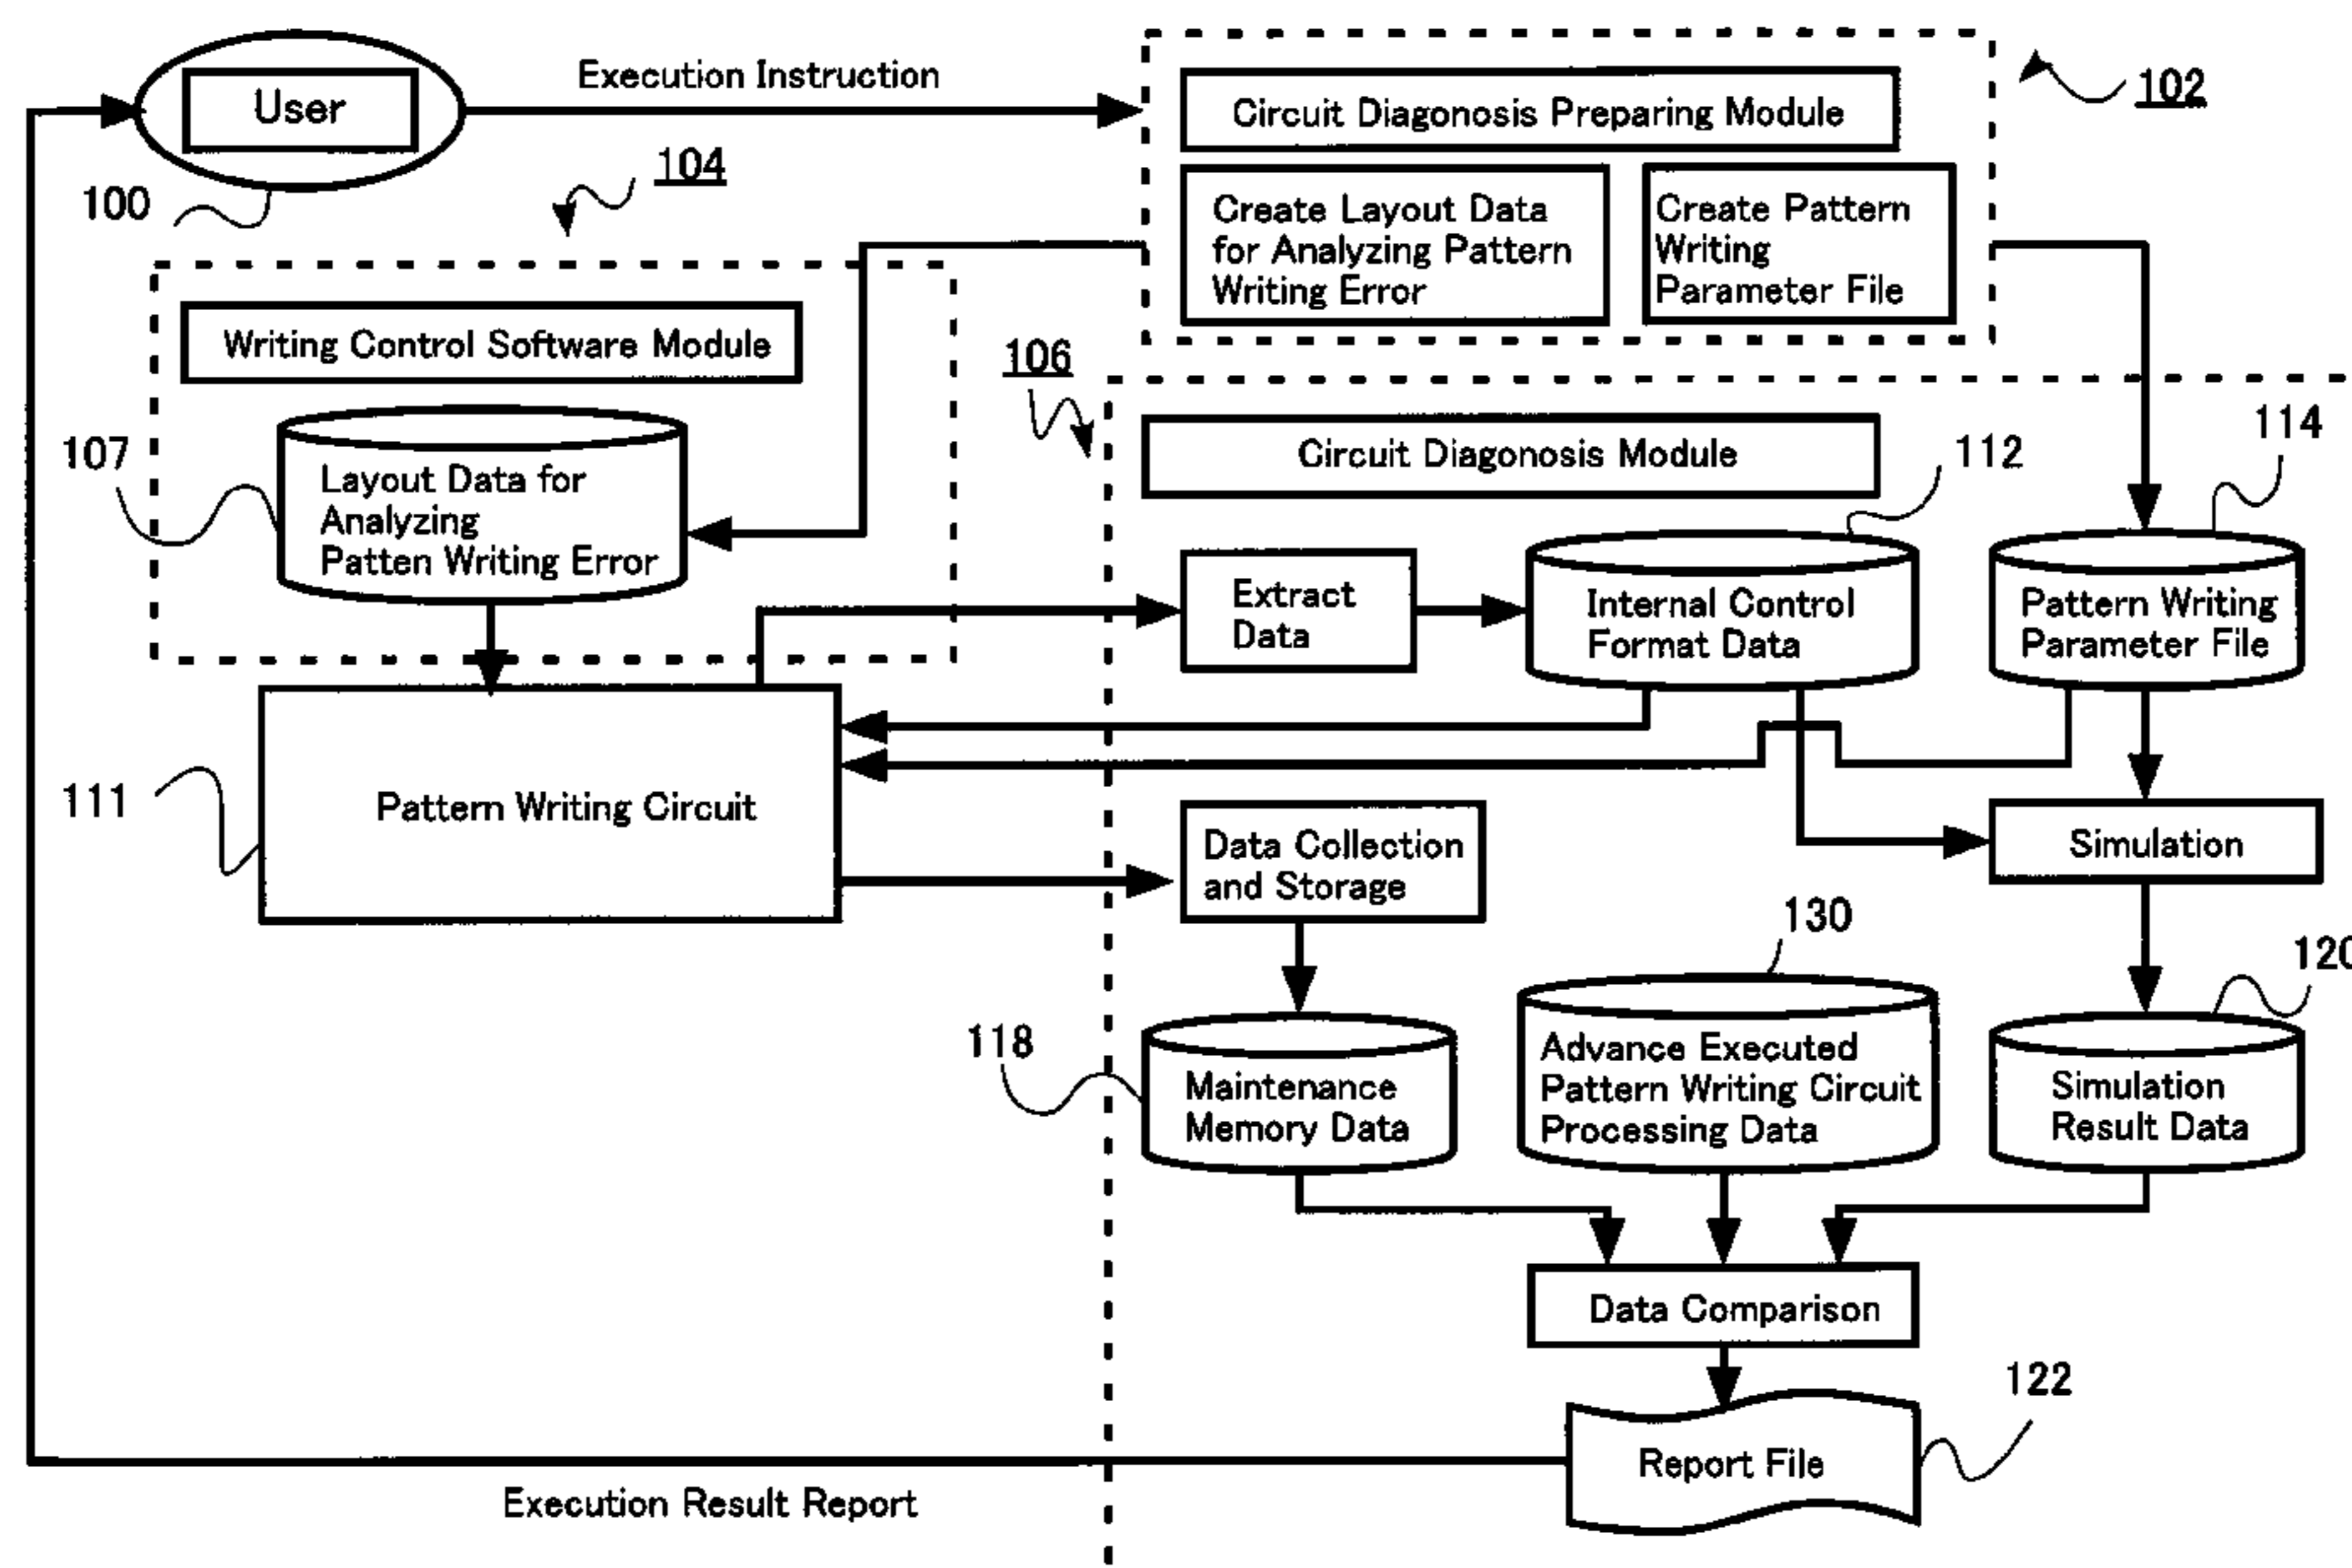 User
Execution Instruction
100
104
Circuit Diagonosis Preparing Module
102
Create Layout Data
for Analyzing Pattern
Writing Error
Create Pattern
Writing
Parameter File
Writing Control Software Module
107
Layout Data for
Analyzing
Patten Writing Error
106
Circuit Diagonosis Module
112
114
Extract
Data
Internal Control
Format Data
Pattern Writing
Parameter File
111
Pattern Writing Circuit
Data Collection
and Storage
Simulation
130
120
118
Maintenance
Memory Data
Advance Executed
Pattern Writing Circuit
Processing Data
Simulation
Result Data
Data Comparison
122
Report File
Execution Result Report